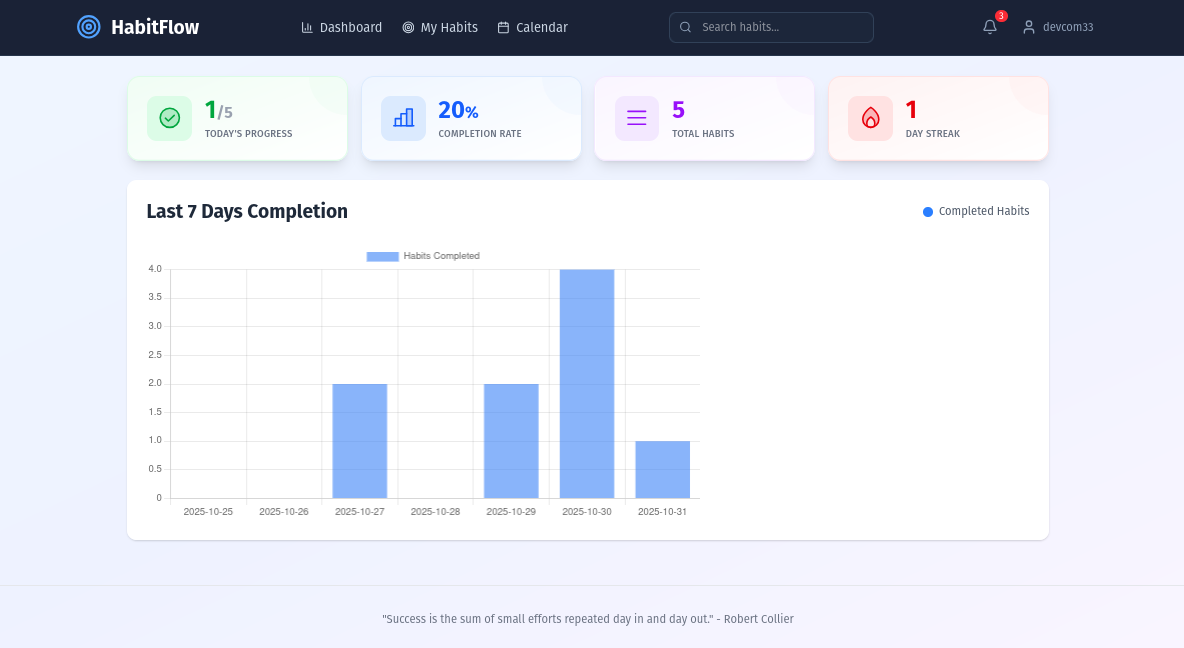 HabitFlow
Dashboard
My Habits
Calendar
Search habits...
3
devcom33
1/5
TODAY'S PROGRESS
20%
COMPLETION RATE
5
TOTAL HABITS
1
DAY STREAK
Last 7 Days Completion
Completed Habits
Habits Completed
4.0
3.5
3.0
2.5
2.0
1.5
1.0
0.5
0
2025-10-25
2025-10-26
2025-10-27
2025-10-28
2025-10-29
2025-10-30
2025-10-31
"Success is the sum of small efforts repeated day in and day out." - Robert Collier